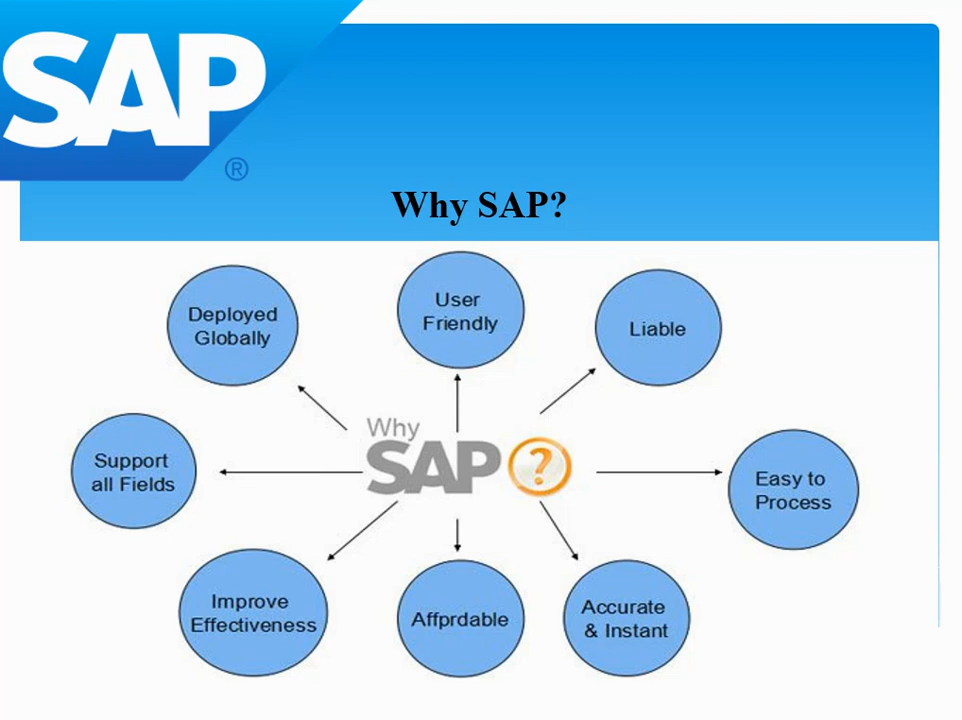 SAP
®
Why SAP?
Deployed
Globally
User
Friendly
Liable
Support
all Fields
Why
SAP ?
Easy to
Process
Improve
Effectiveness
Affprdable
Accurate
& Instant